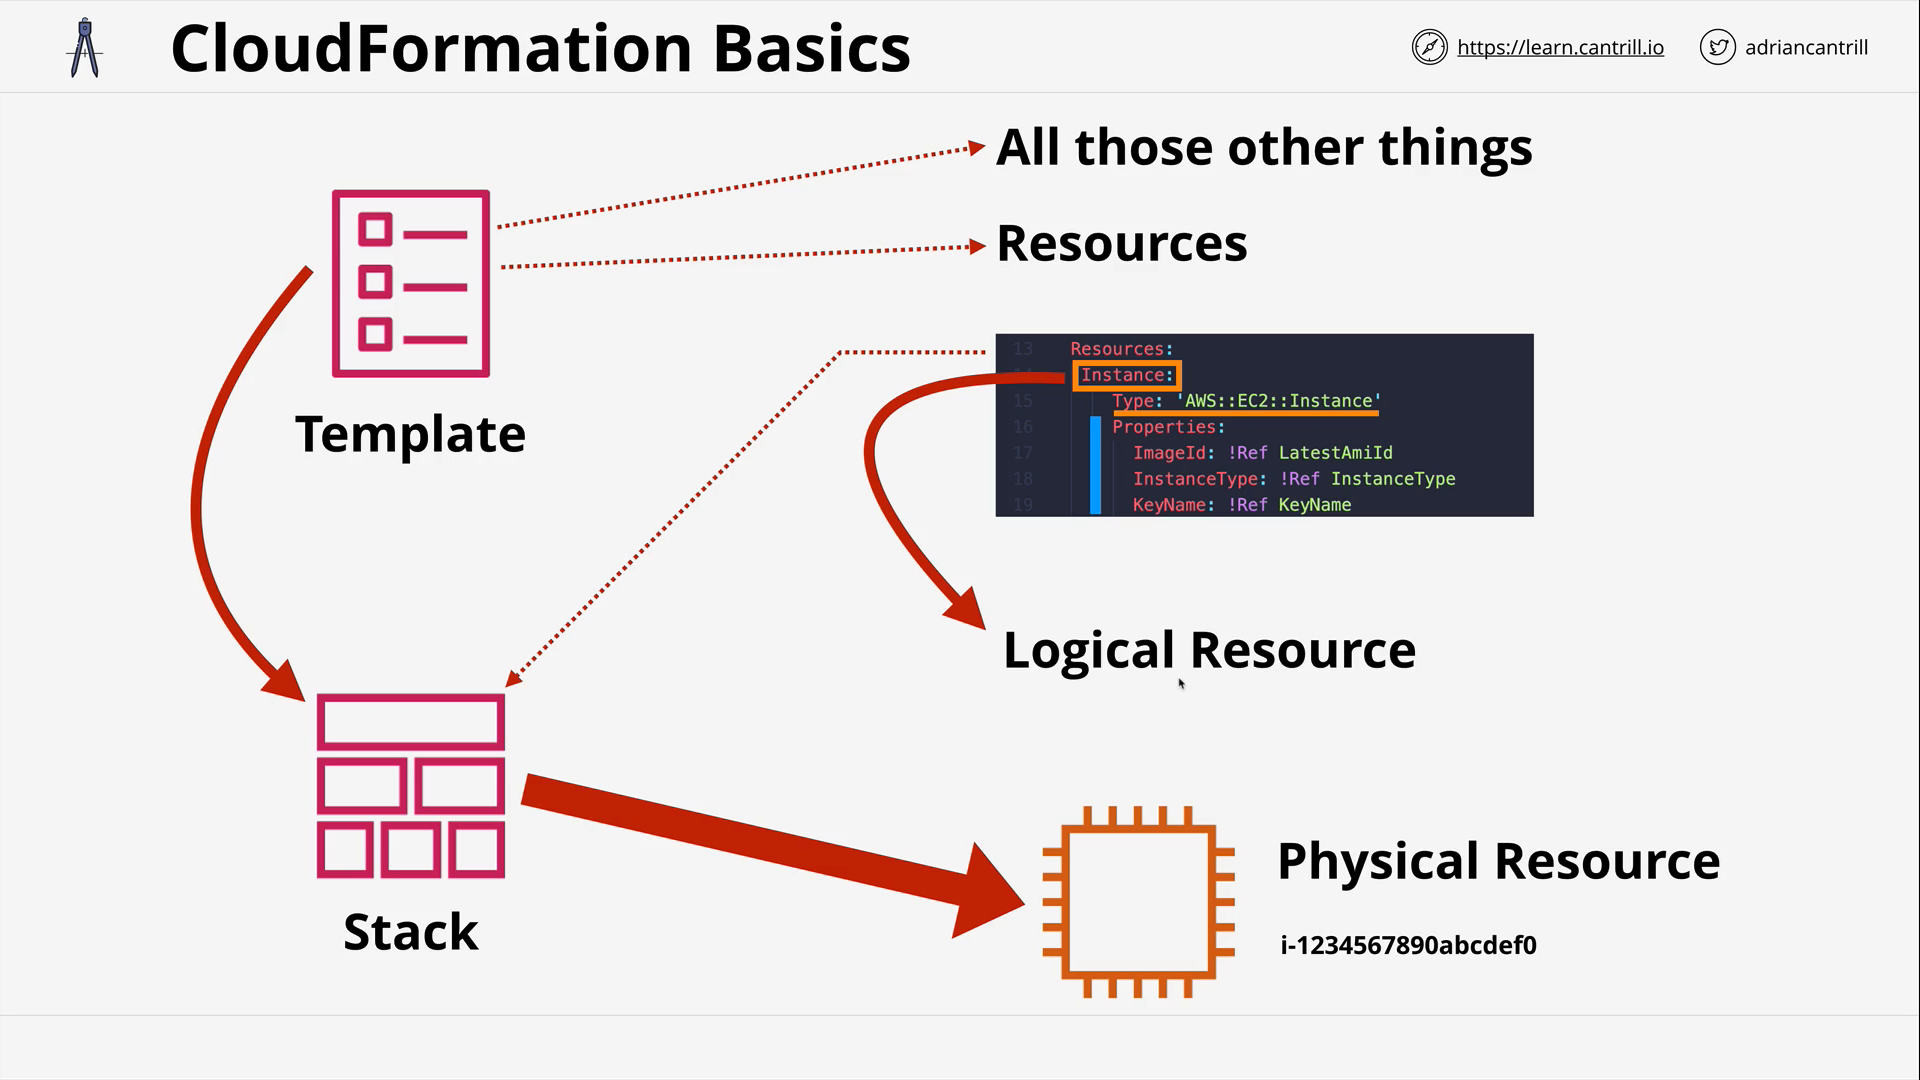 CloudFormation Basics
https://learn.cantrill.io
adriancantrill
All those other things
Resources
Template
13 Resources:
14 Instance:
15 Type: 'AWS::EC2::Instance'
16 Properties:
17 ImageId: !Ref LatestAmiId
18 InstanceType: !Ref InstanceType
19 KeyName: !Ref KeyName
Logical Resource
Stack
Physical Resource
i-1234567890abcdef0